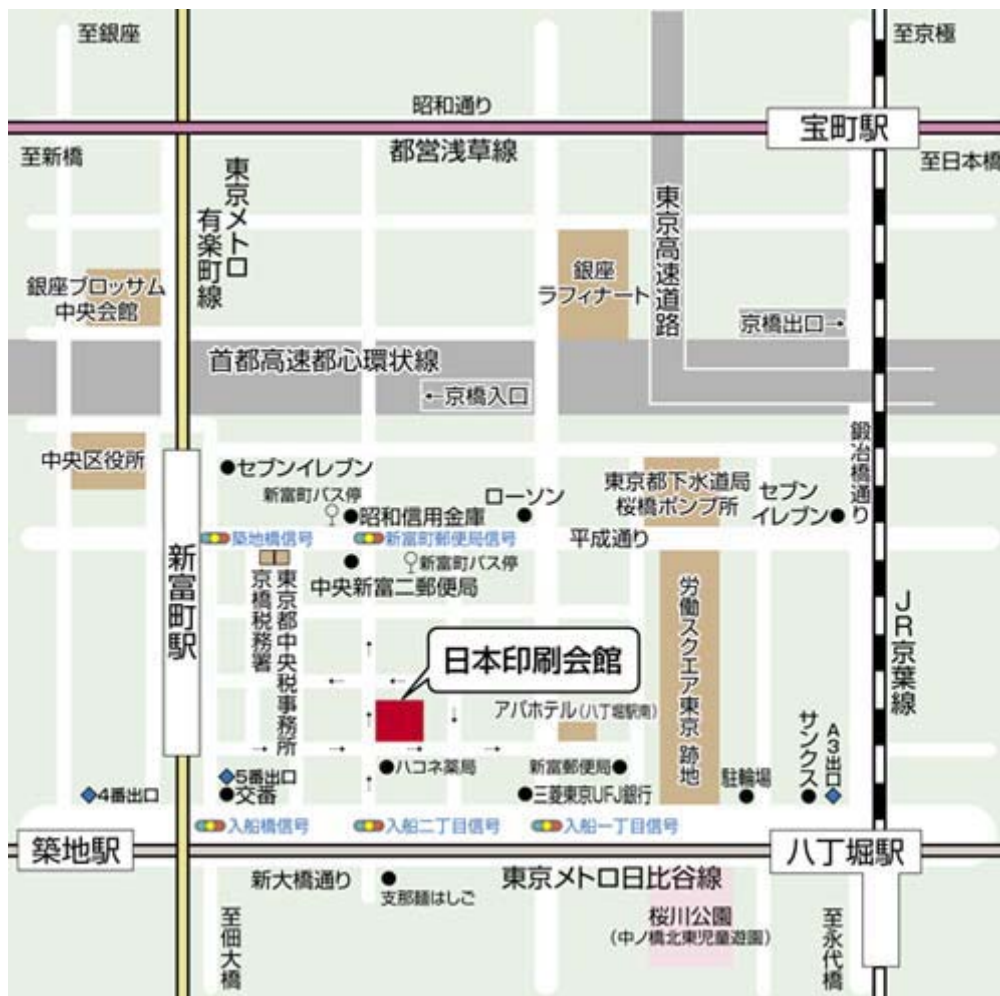 至銀座
至京極
昭和通り
宝町駅
至新橋
都営浅草線
至日本橋
東京メトロ
有楽町線
東京高速道路
銀座ブロッサム
中央会館
銀座
ラフィナート
京橋出口→
首都高速都心環状線
←京橋入口
鍛冶橋通り
中央区役所
セブンイレブン
新富町バス停
昭和信用金庫
ローソン
東京都下水道局
桜橋ポンプ所
セブン
イレブン
築地橋信号
新富町郵便局信号
平成通り
新富町バス停
中央新富二郵便局
新富町駅
東京都中央税事務所
京橋税務署
労働スクエア東京 跡地
JR京葉線
日本印刷会館
アパホテル(八丁堀駅南)
サンクス
A3出口
ハコネ薬局
新富郵便局
駐輪場
4番出口
5番出口
交番
三菱東京UFJ銀行
入船橋信号
入船二丁目信号
入船一丁目信号
築地駅
八丁堀駅
新大橋通り
東京メトロ日比谷線
支那麺はしご
至佃大橋
桜川公園
(中ノ橋北東児童遊園)
至永代橋